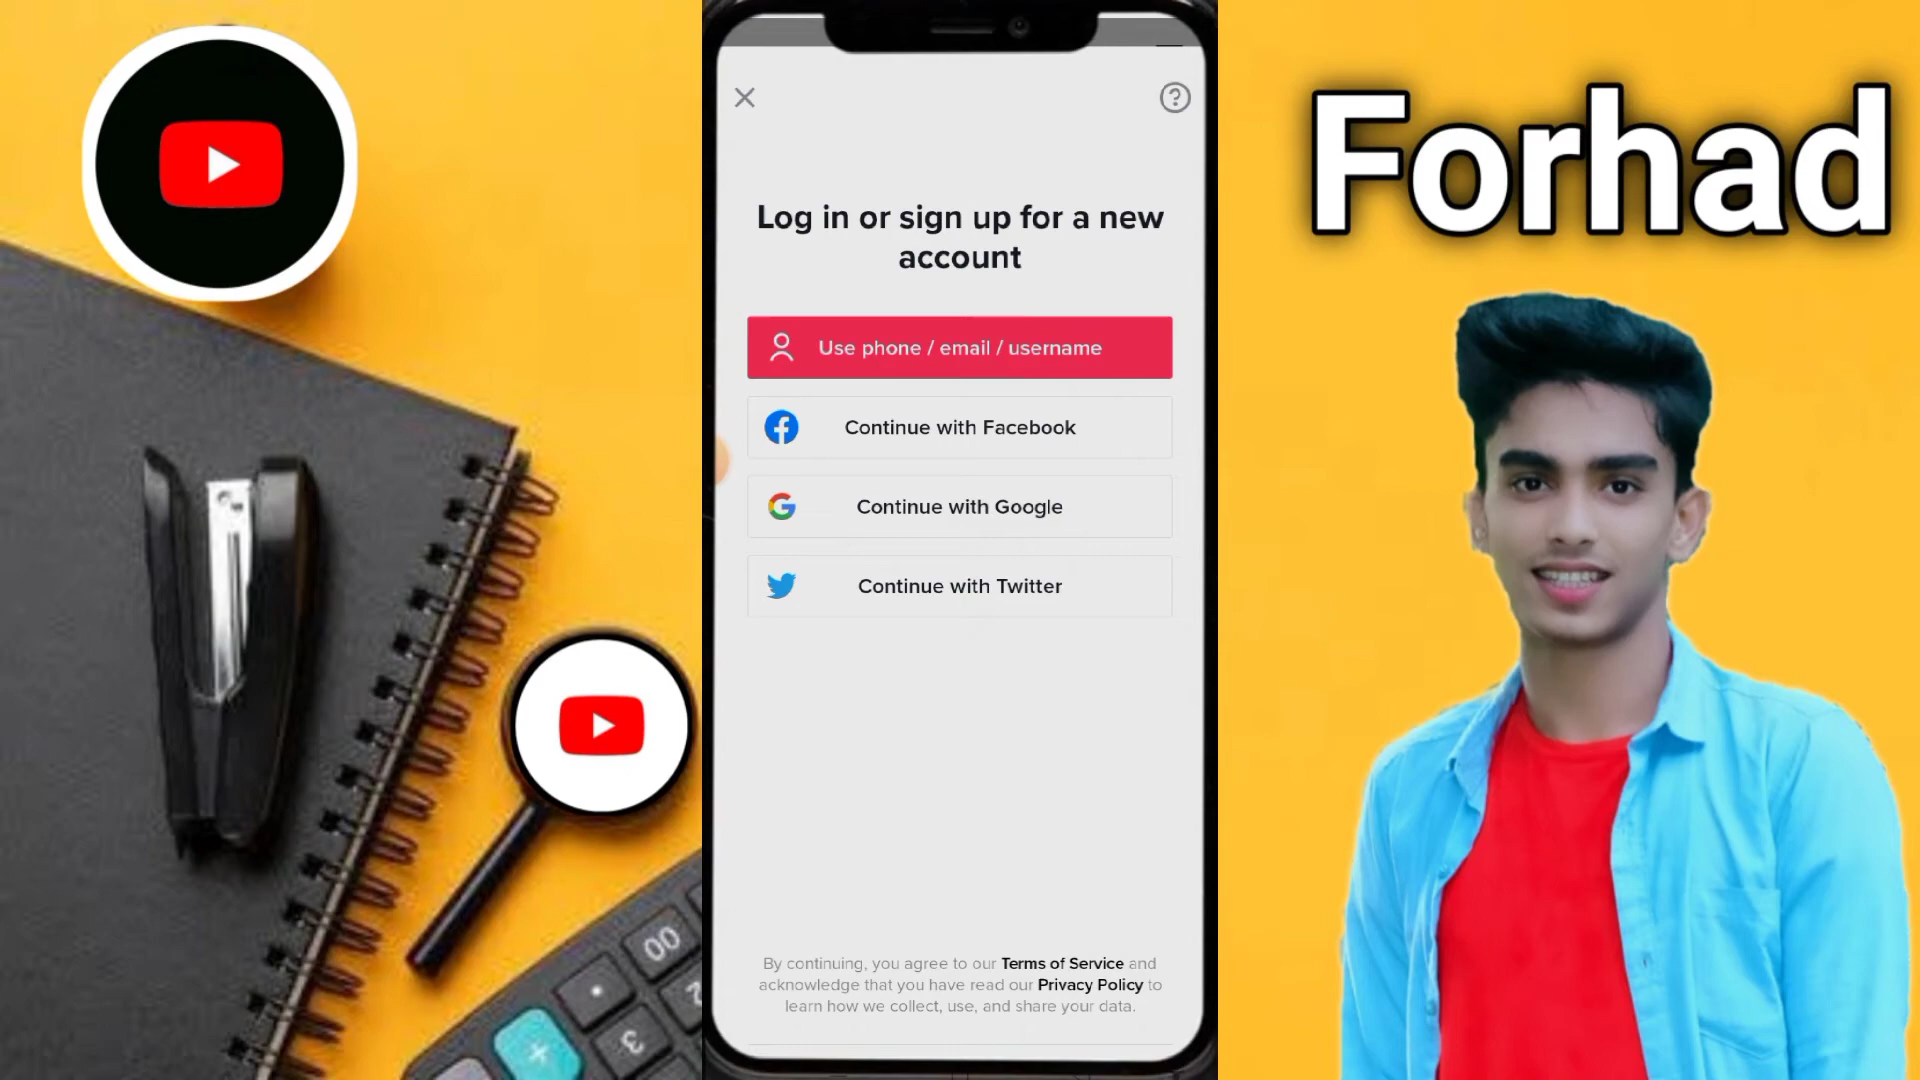 Log in or sign up for a new
account
Use phone / email / username
Continue with Facebook
Continue with Google
Continue with Twitter
By continuing, you agree to our Terms of Service and
acknowledge that you have read our Privacy Policy to
learn how we collect, use, and share your data.
Forhad
00
3